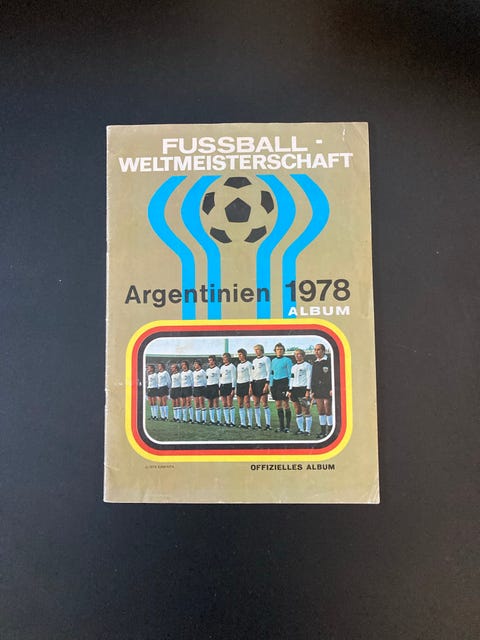 FUSSBALL -
WELTMEISTERSCHAFT
Argentinien 1978
ALBUM
OFFIZIELLES ALBUM